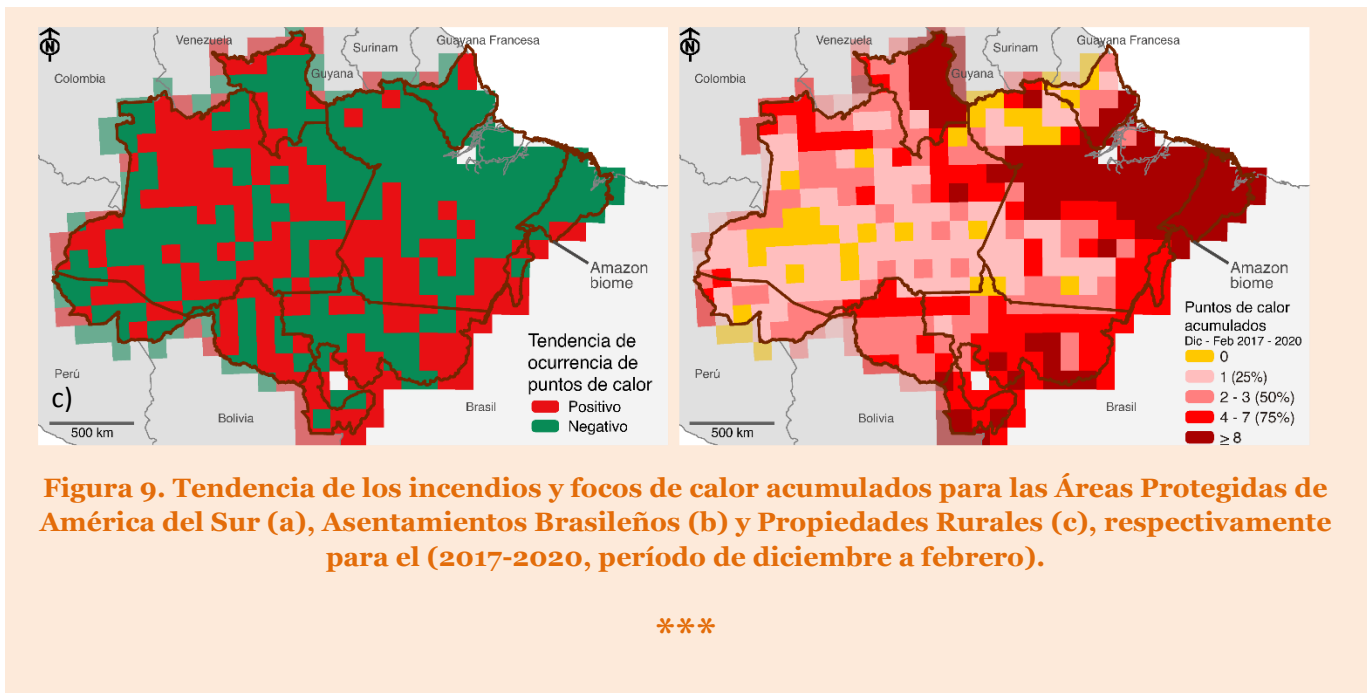 N
Venezuela
Surinam
Guayana Francesa
Colombia
Guyana
Amazon
biome
Tendencia de
ocurrencia de
puntos de calor
Positivo
Negativo
Perú
c)
Bolivia
Brasil
500 km
N
Venezuela
Surinam
Guayana Francesa
Colombia
Guyana
Amazon
biome
Puntos de calor
acumulados
Dic - Feb 2017 - 2020
0
1 (25%)
2 - 3 (50%)
4 - 7 (75%)
≥ 8
Perú
Bolivia
Brasil
500 km
Figura 9. Tendencia de los incendios y focos de calor acumulados para las Áreas Protegidas de
América del Sur (a), Asentamientos Brasileños (b) y Propiedades Rurales (c), respectivamente
para el (2017-2020, período de diciembre a febrero).
***